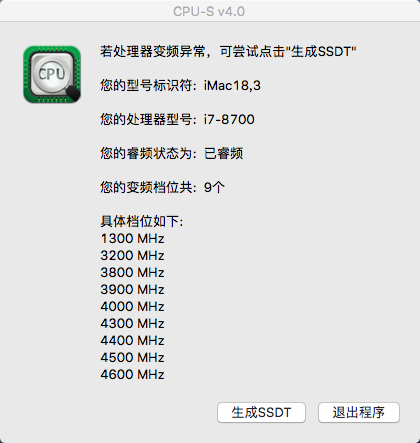 CPU-S v4.0
CPU
若处理器变频异常，可尝试点击"生成SSDT"
您的型号标识符: iMac18,3
您的处理器型号: i7-8700
您的睿频状态为: 已睿频
您的变频档位共: 9个
具体档位如下:
1300 MHz
3200 MHz
3800 MHz
3900 MHz
4000 MHz
4300 MHz
4400 MHz
4500 MHz
4600 MHz
生成SSDT
退出程序